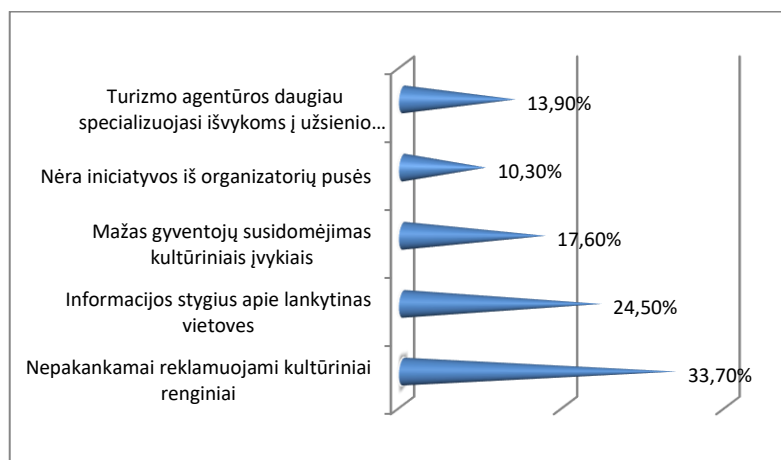 Turizmo agentūros daugiau
specializuojasi išvykoms į užsienio...
13,90%
Nėra iniciatyvos iš organizatorių pusės
10,30%
Mažas gyventojų susidomėjimas
kultūriniais įvykiais
17,60%
Informacijos stygius apie lankytinas
vietoves
24,50%
Nepakankamai reklamuojami kultūriniai
renginiai
33,70%